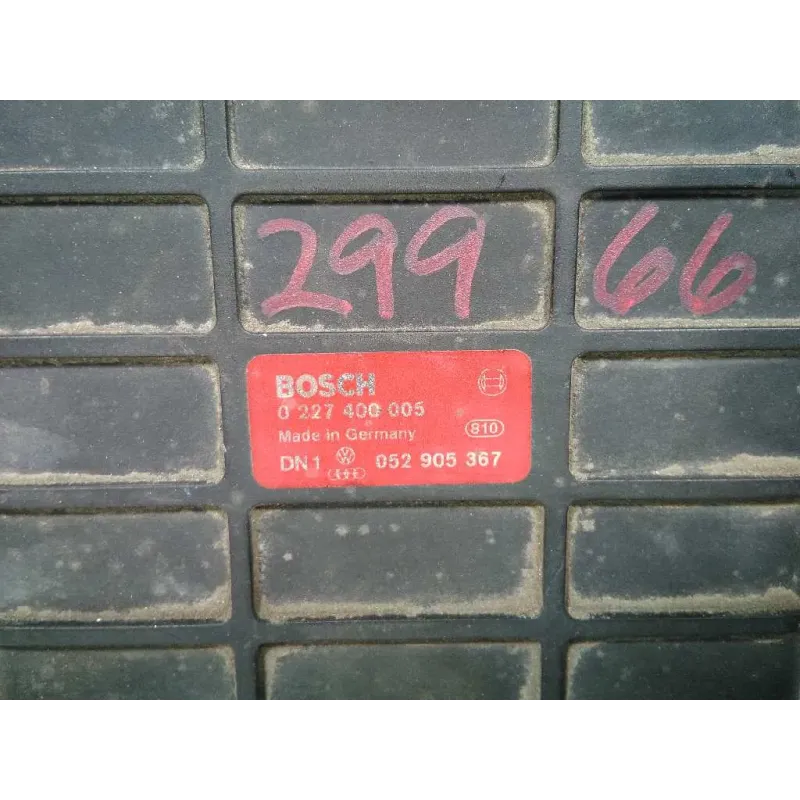 299 66
BOSCH
0 227 400 005
Made in Germany 810
DN1 052 905 367